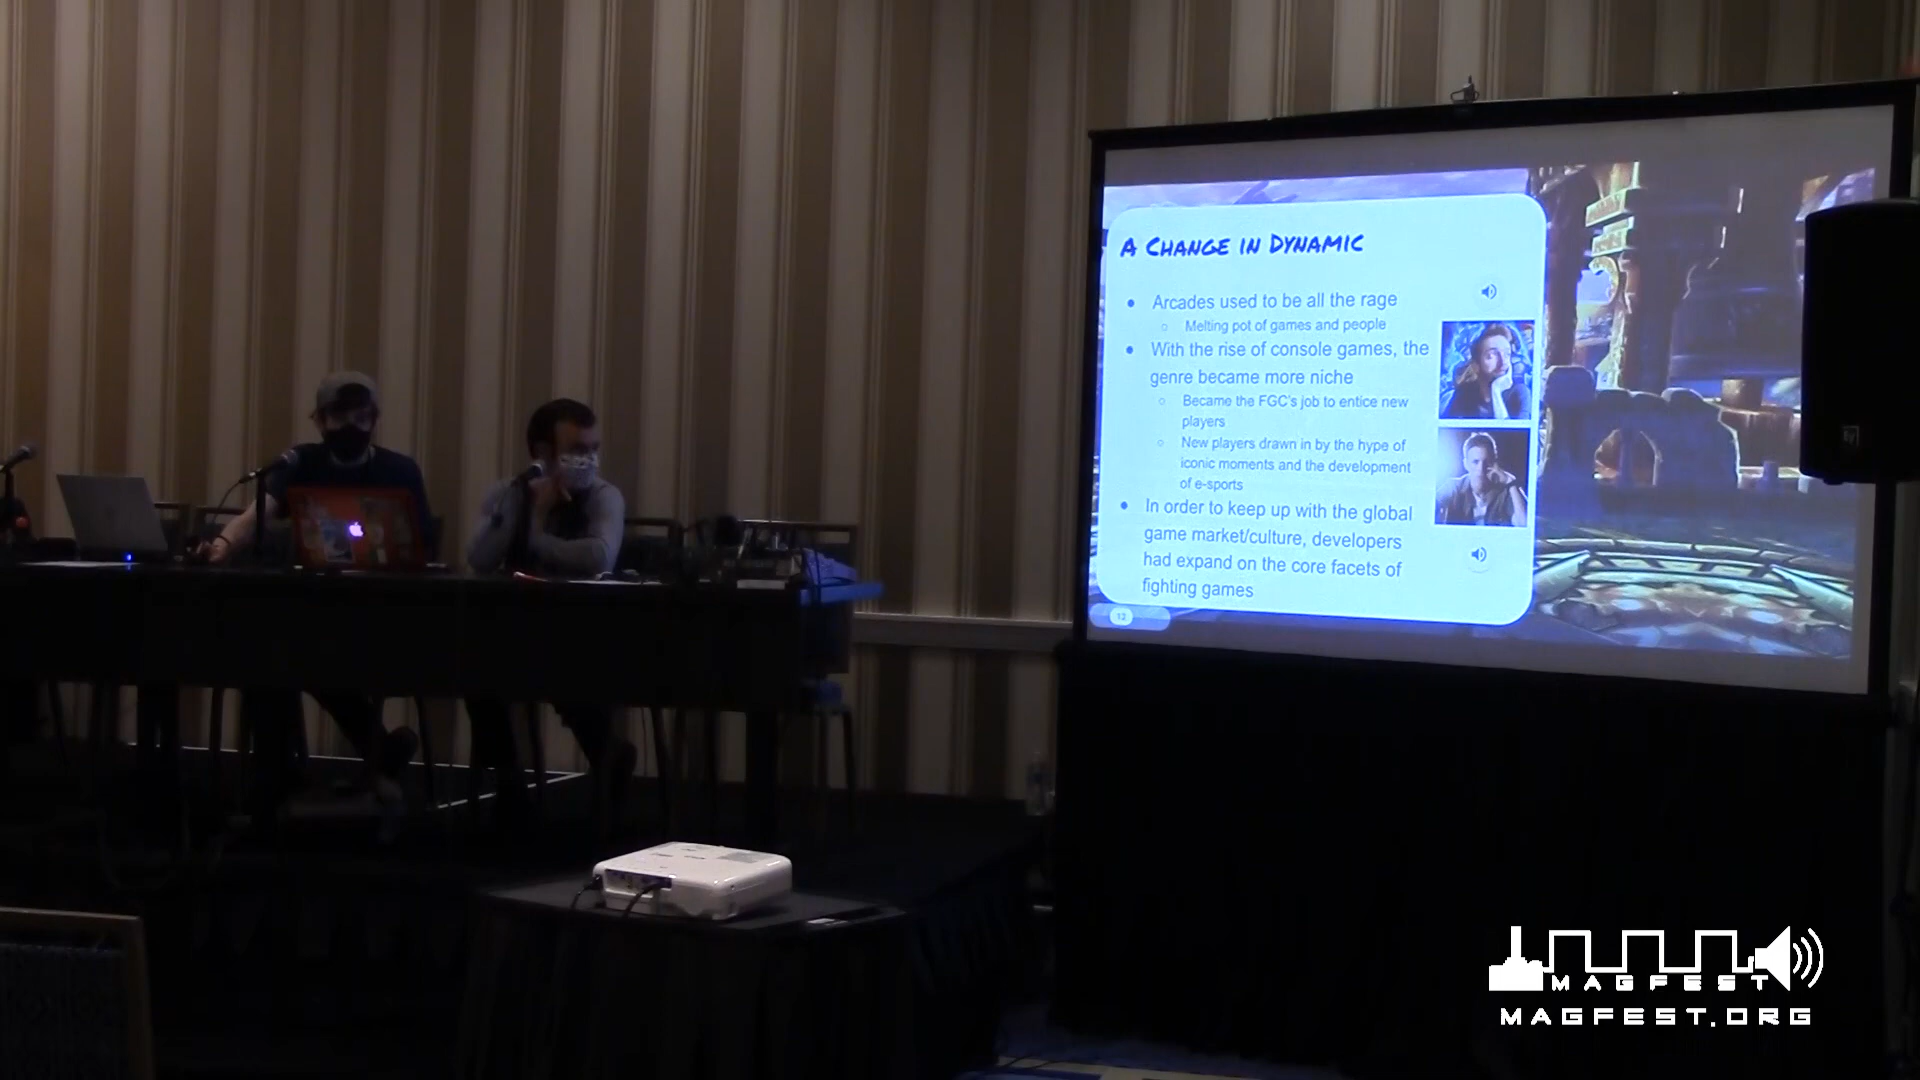 A Change in Dynamic
Arcades used to be all the rage
Melting pot of games and people
With the rise of console games, the
genre became more niche
Became the FGC's job to entice new
players
New players drawn in by the hype of
iconic moments and the development
of e-sports
In order to keep up with the global
game market/culture, developers
had expand on the core facets of
fighting games
12
MAGFEST
MAGFEST.ORG